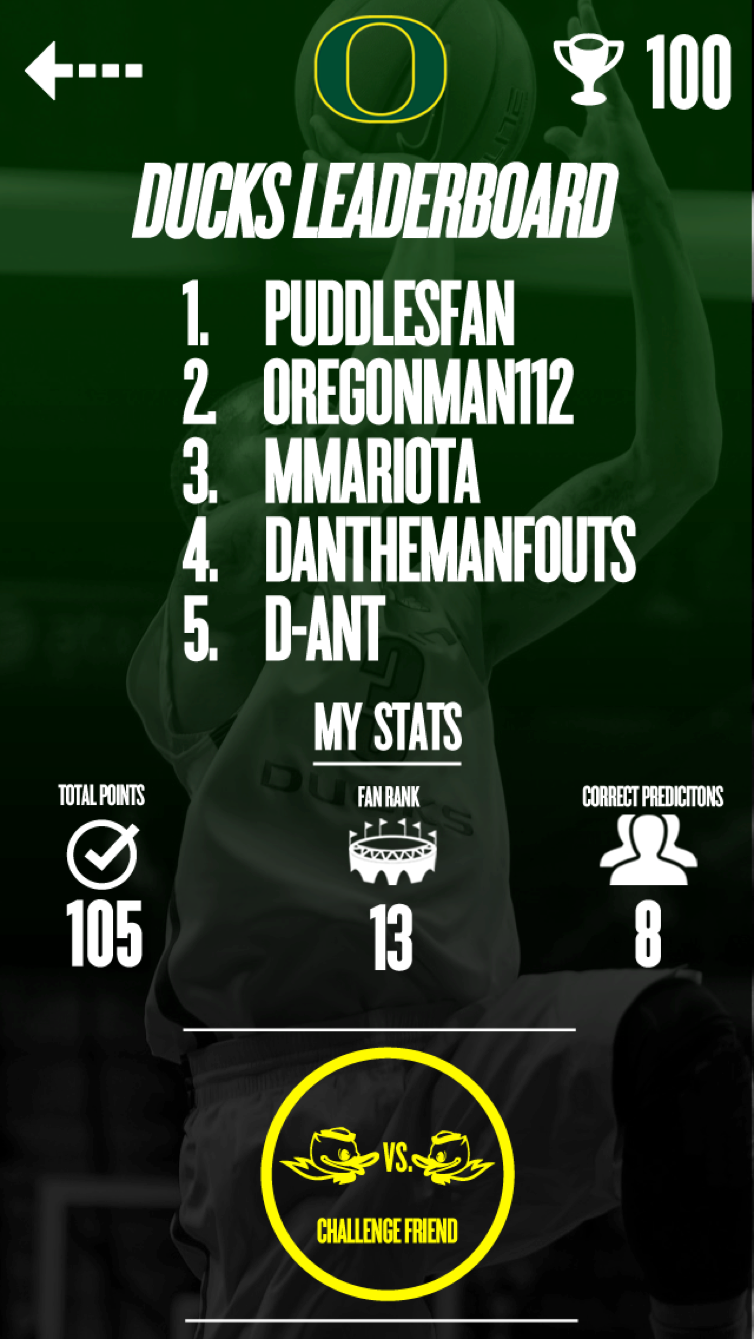 O
100
DUCKS LEADERBOARD
1. PUDDLESFAN
2. OREGONMAN112
3. MMARIOTA
4. DANTHEMANFOUTS
5. D-ANT
MY STATS
DUCKS
TOTAL POINTS
FAN RANK
CORRECT PREDICITONS
105
13
8
VS.
CHALLENGE FRIEND